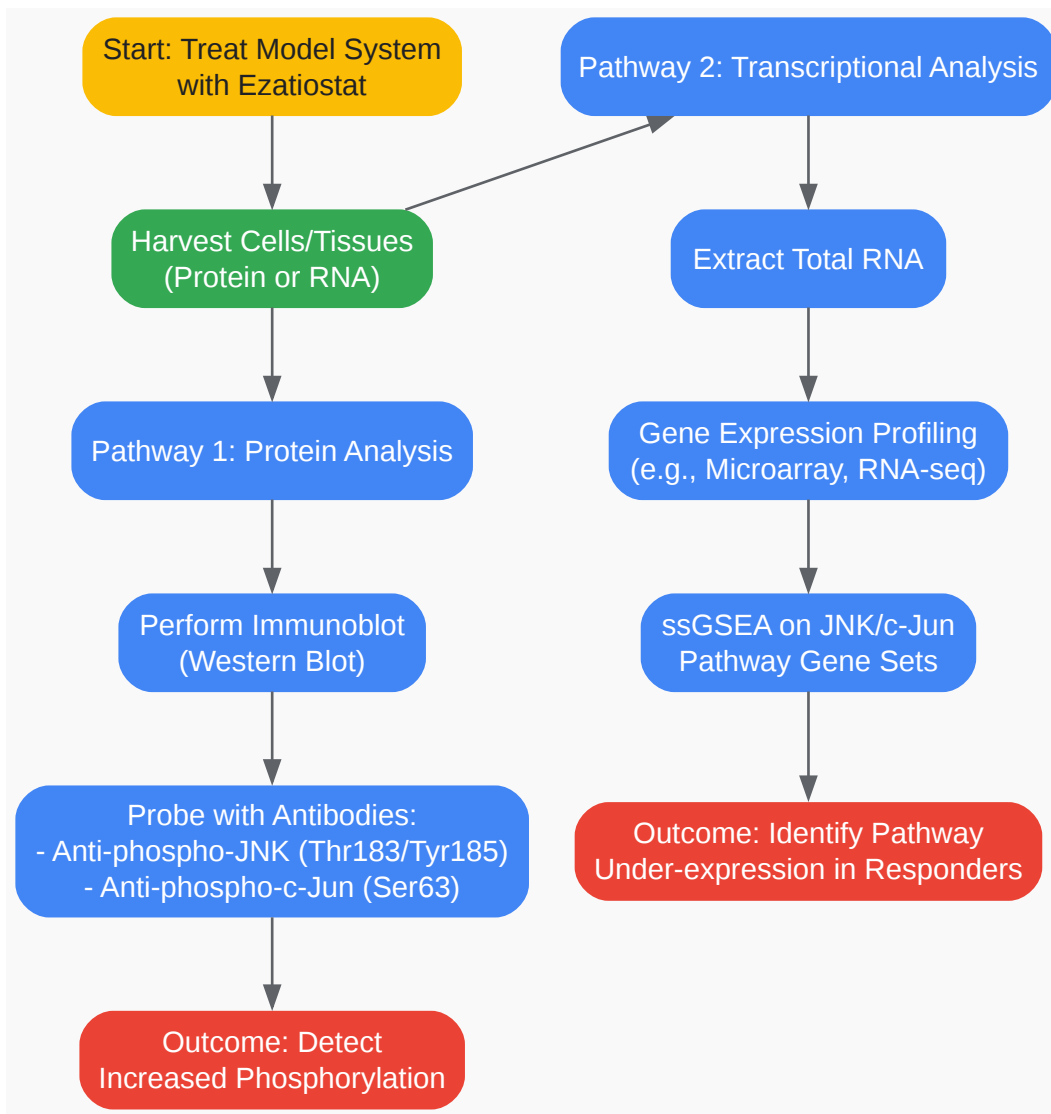 Start: Treat Model System
with Ezatiostat
Harvest Cells/Tissues
(Protein or RNA)
Pathway 1: Protein Analysis
Perform Immunoblot
(Western Blot)
Probe with Antibodies:
- Anti-phospho-JNK (Thr183/Tyr185)
- Anti-phospho-c-Jun (Ser63)
Outcome: Detect
Increased Phosphorylation
Pathway 2: Transcriptional Analysis
Extract Total RNA
Gene Expression Profiling
(e.g., Microarray, RNA-seq)
ssGSEA on JNK/c-Jun
Pathway Gene Sets
Outcome: Identify Pathway
Under-expression in Responders